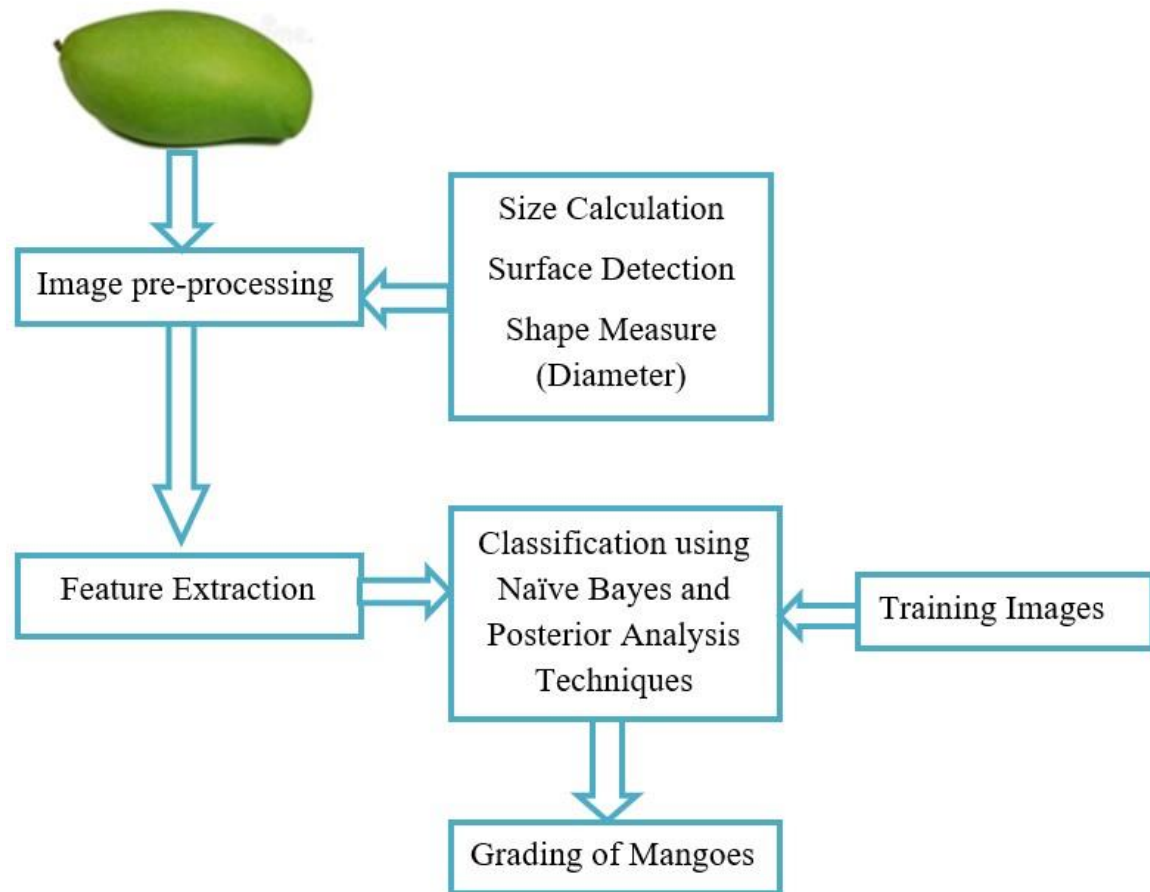 Image pre-processing
Size Calculation
Surface Detection
Shape Measure
(Diameter)
Feature Extraction
Classification using
Naïve Bayes and
Posterior Analysis
Techniques
Training Images
Grading of Mangoes